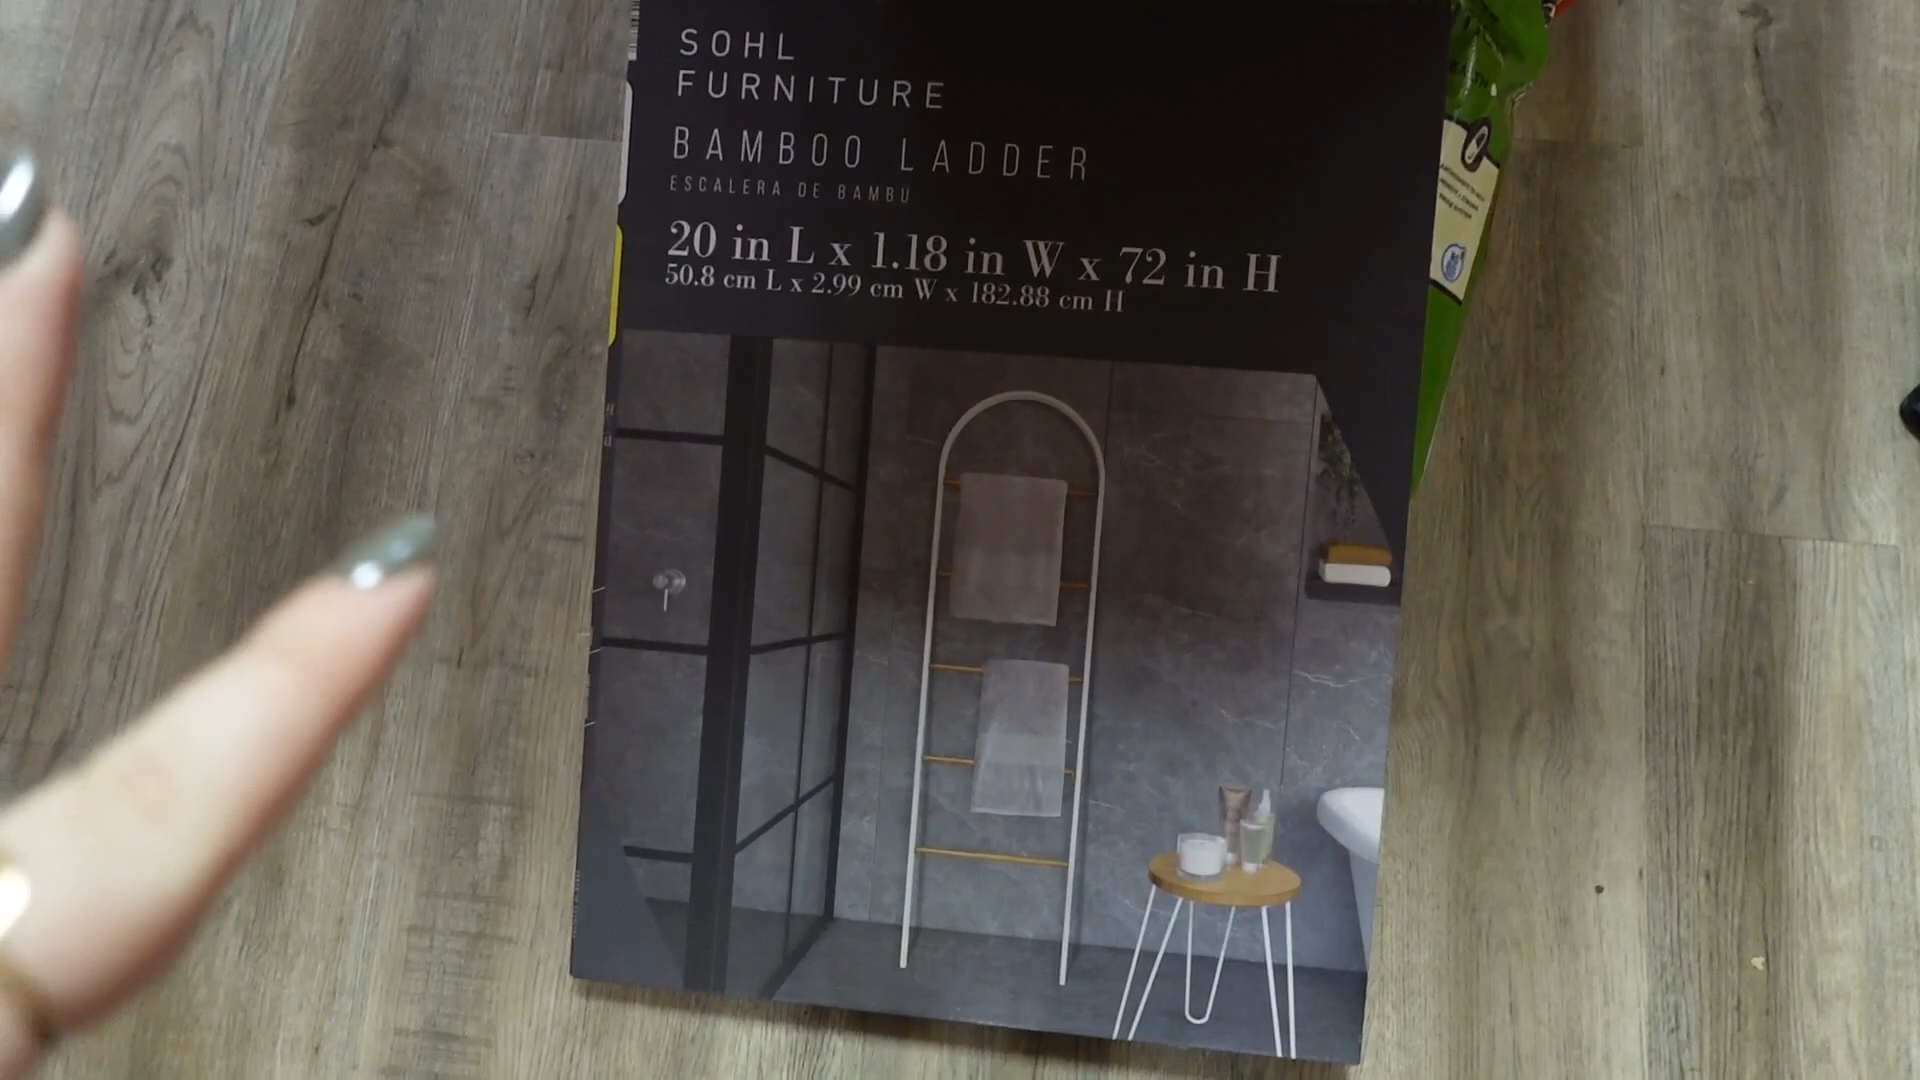 SOHL
FURNITURE
BAMBOO LADDER
ESCALERA DE BAMBÚ
20 in L x 1.18 in W x 72 in H
50.8 cm L x 2.99 cm W x 182.88 cm H